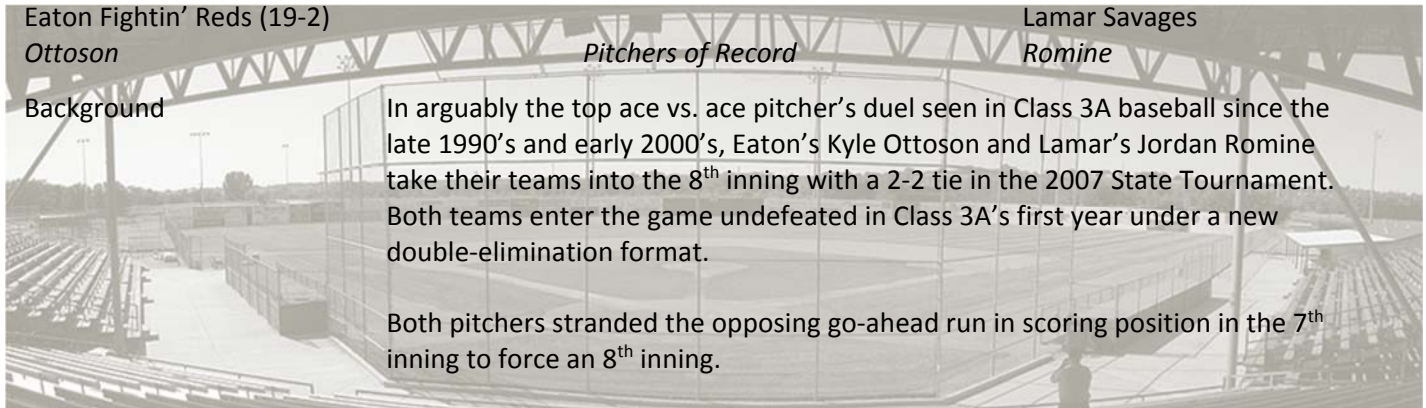 Eaton Fightin’ Reds (19-2) Lamar Savages
Ottoson Pitchers of Record Romine
Background In arguably the top ace vs. ace pitcher’s duel seen in Class 3A baseball since the
late 1990’s and early 2000’s, Eaton’s Kyle Ottoson and Lamar’s Jordan Romine
take their teams into the 8th inning with a 2-2 tie in the 2007 State Tournament.
Both teams enter the game undefeated in Class 3A’s first year under a new
double-elimination format.
Both pitchers stranded the opposing go-ahead run in scoring position in the 7th
inning to force an 8th inning.